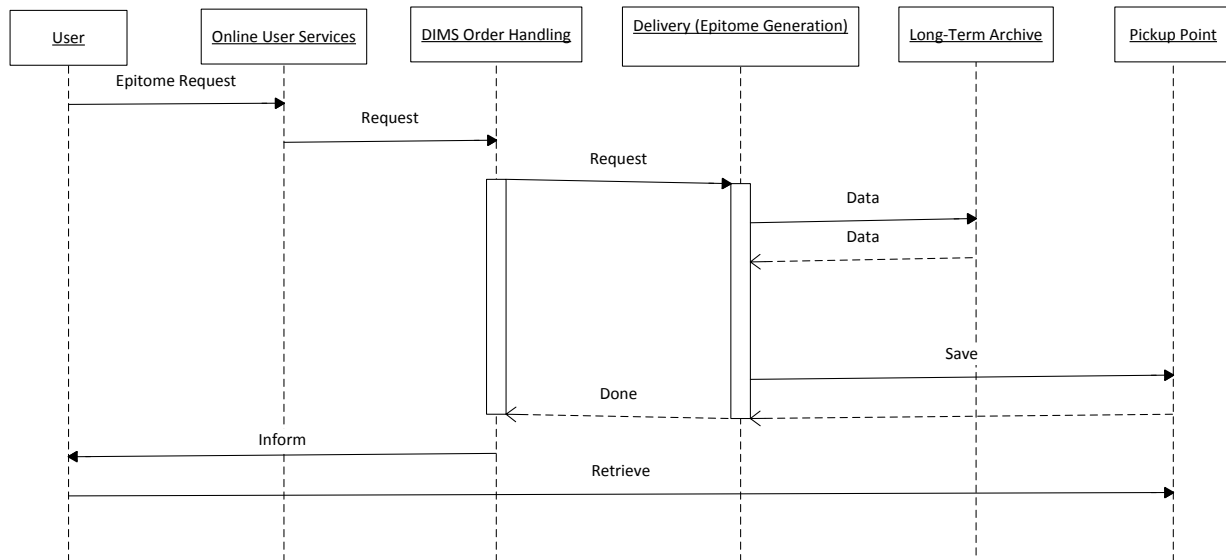 User
Online User Services
DIMS Order Handling
Delivery (Epitome Generation)
Long-Term Archive
Pickup Point
Epitome Request
Request
Request
Data
Data
Save
Done
Inform
Retrieve